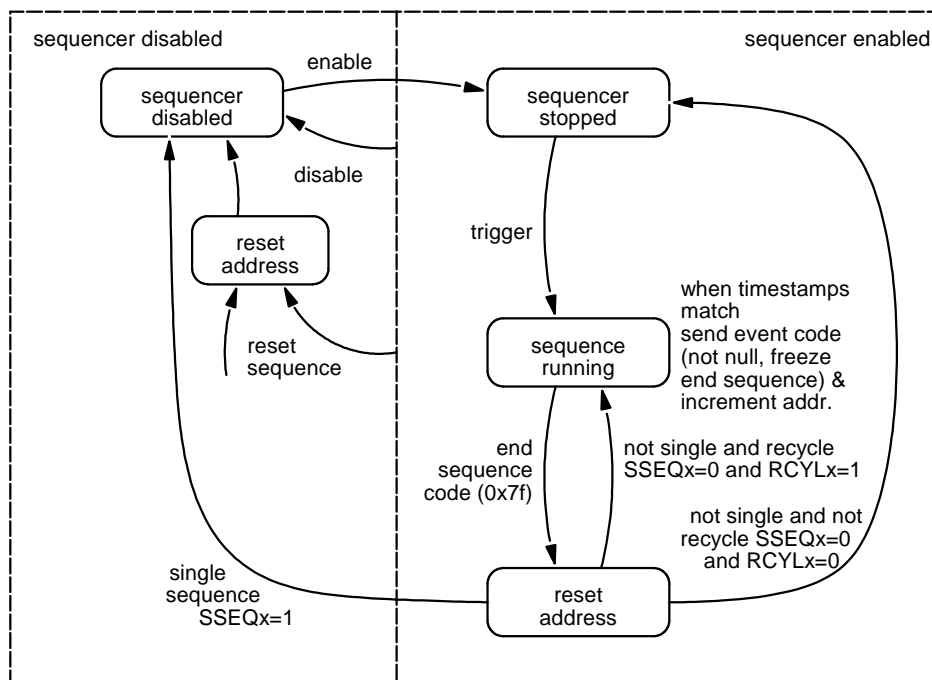 sequencer disabled
sequencer enabled
enable
sequencer
disabled
sequencer
stopped
disable
trigger
reset
address
when timestamps
match
send event code
(not null, freeze
end sequence) &
increment addr.
reset
sequence
sequence
running
end
sequence
code (0x7f)
not single and recycle
SSEQx=0 and RCYLx=1
not single and not
recycle SSEQx=0
and RCYLx=0
single
sequence
SSEQx=1
reset
address